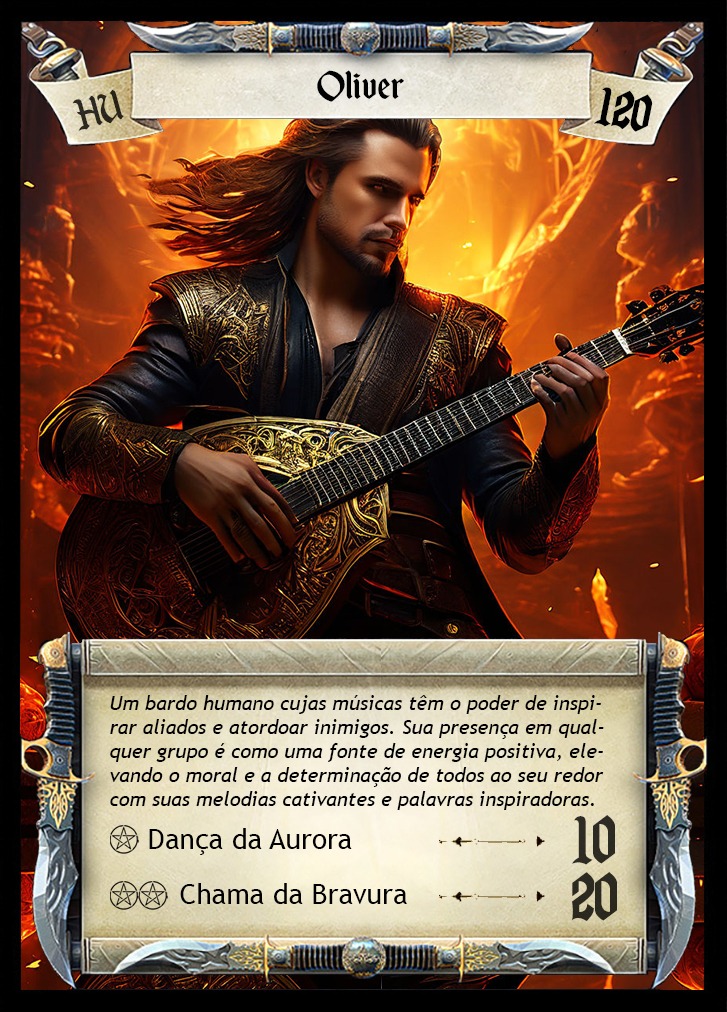 Oliver
HU
120
Um bardo humano cujas músicas têm o poder de inspi-
rar aliados e atordoar inimigos. Sua presença em qual-
quer grupo é como uma fonte de energia positiva, ele-
vando o moral e a determinação de todos ao seu redor
com suas melodias cativantes e palavras inspiradoras.
Dança da Aurora 10
Chama da Bravura 20